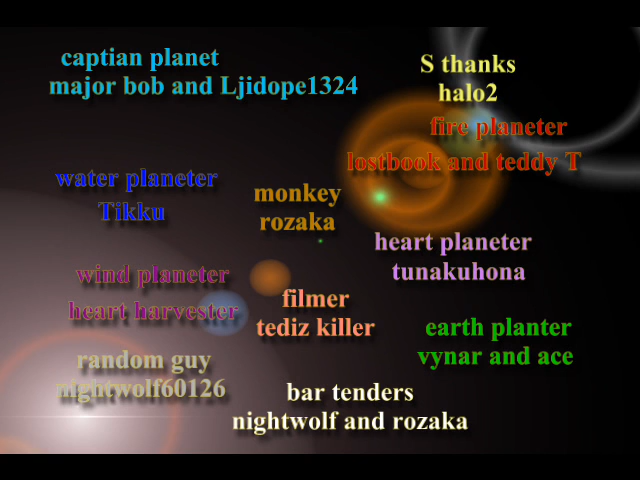 captian planet
major bob and Ljidope1324
S thanks
halo2
fire planeter
lostbook and teddy T
water planeter
Tikku
monkey
rozaka
heart planeter
tunakuhona
wind planeter
heart harvester
filmer
tediz killer
earth planter
vynar and ace
random guy
nightwolf60126
bar tenders
nightwolf and rozaka